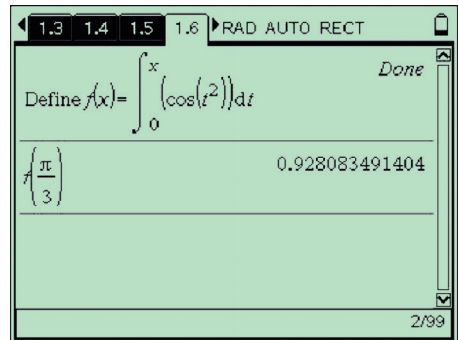 1.3 1.4 1.5 1.6 RAD AUTO RECT
Define f(x)=∫₀ˣ(cos(t²))dt Done
f(π/3) 0.928083491404
2/99